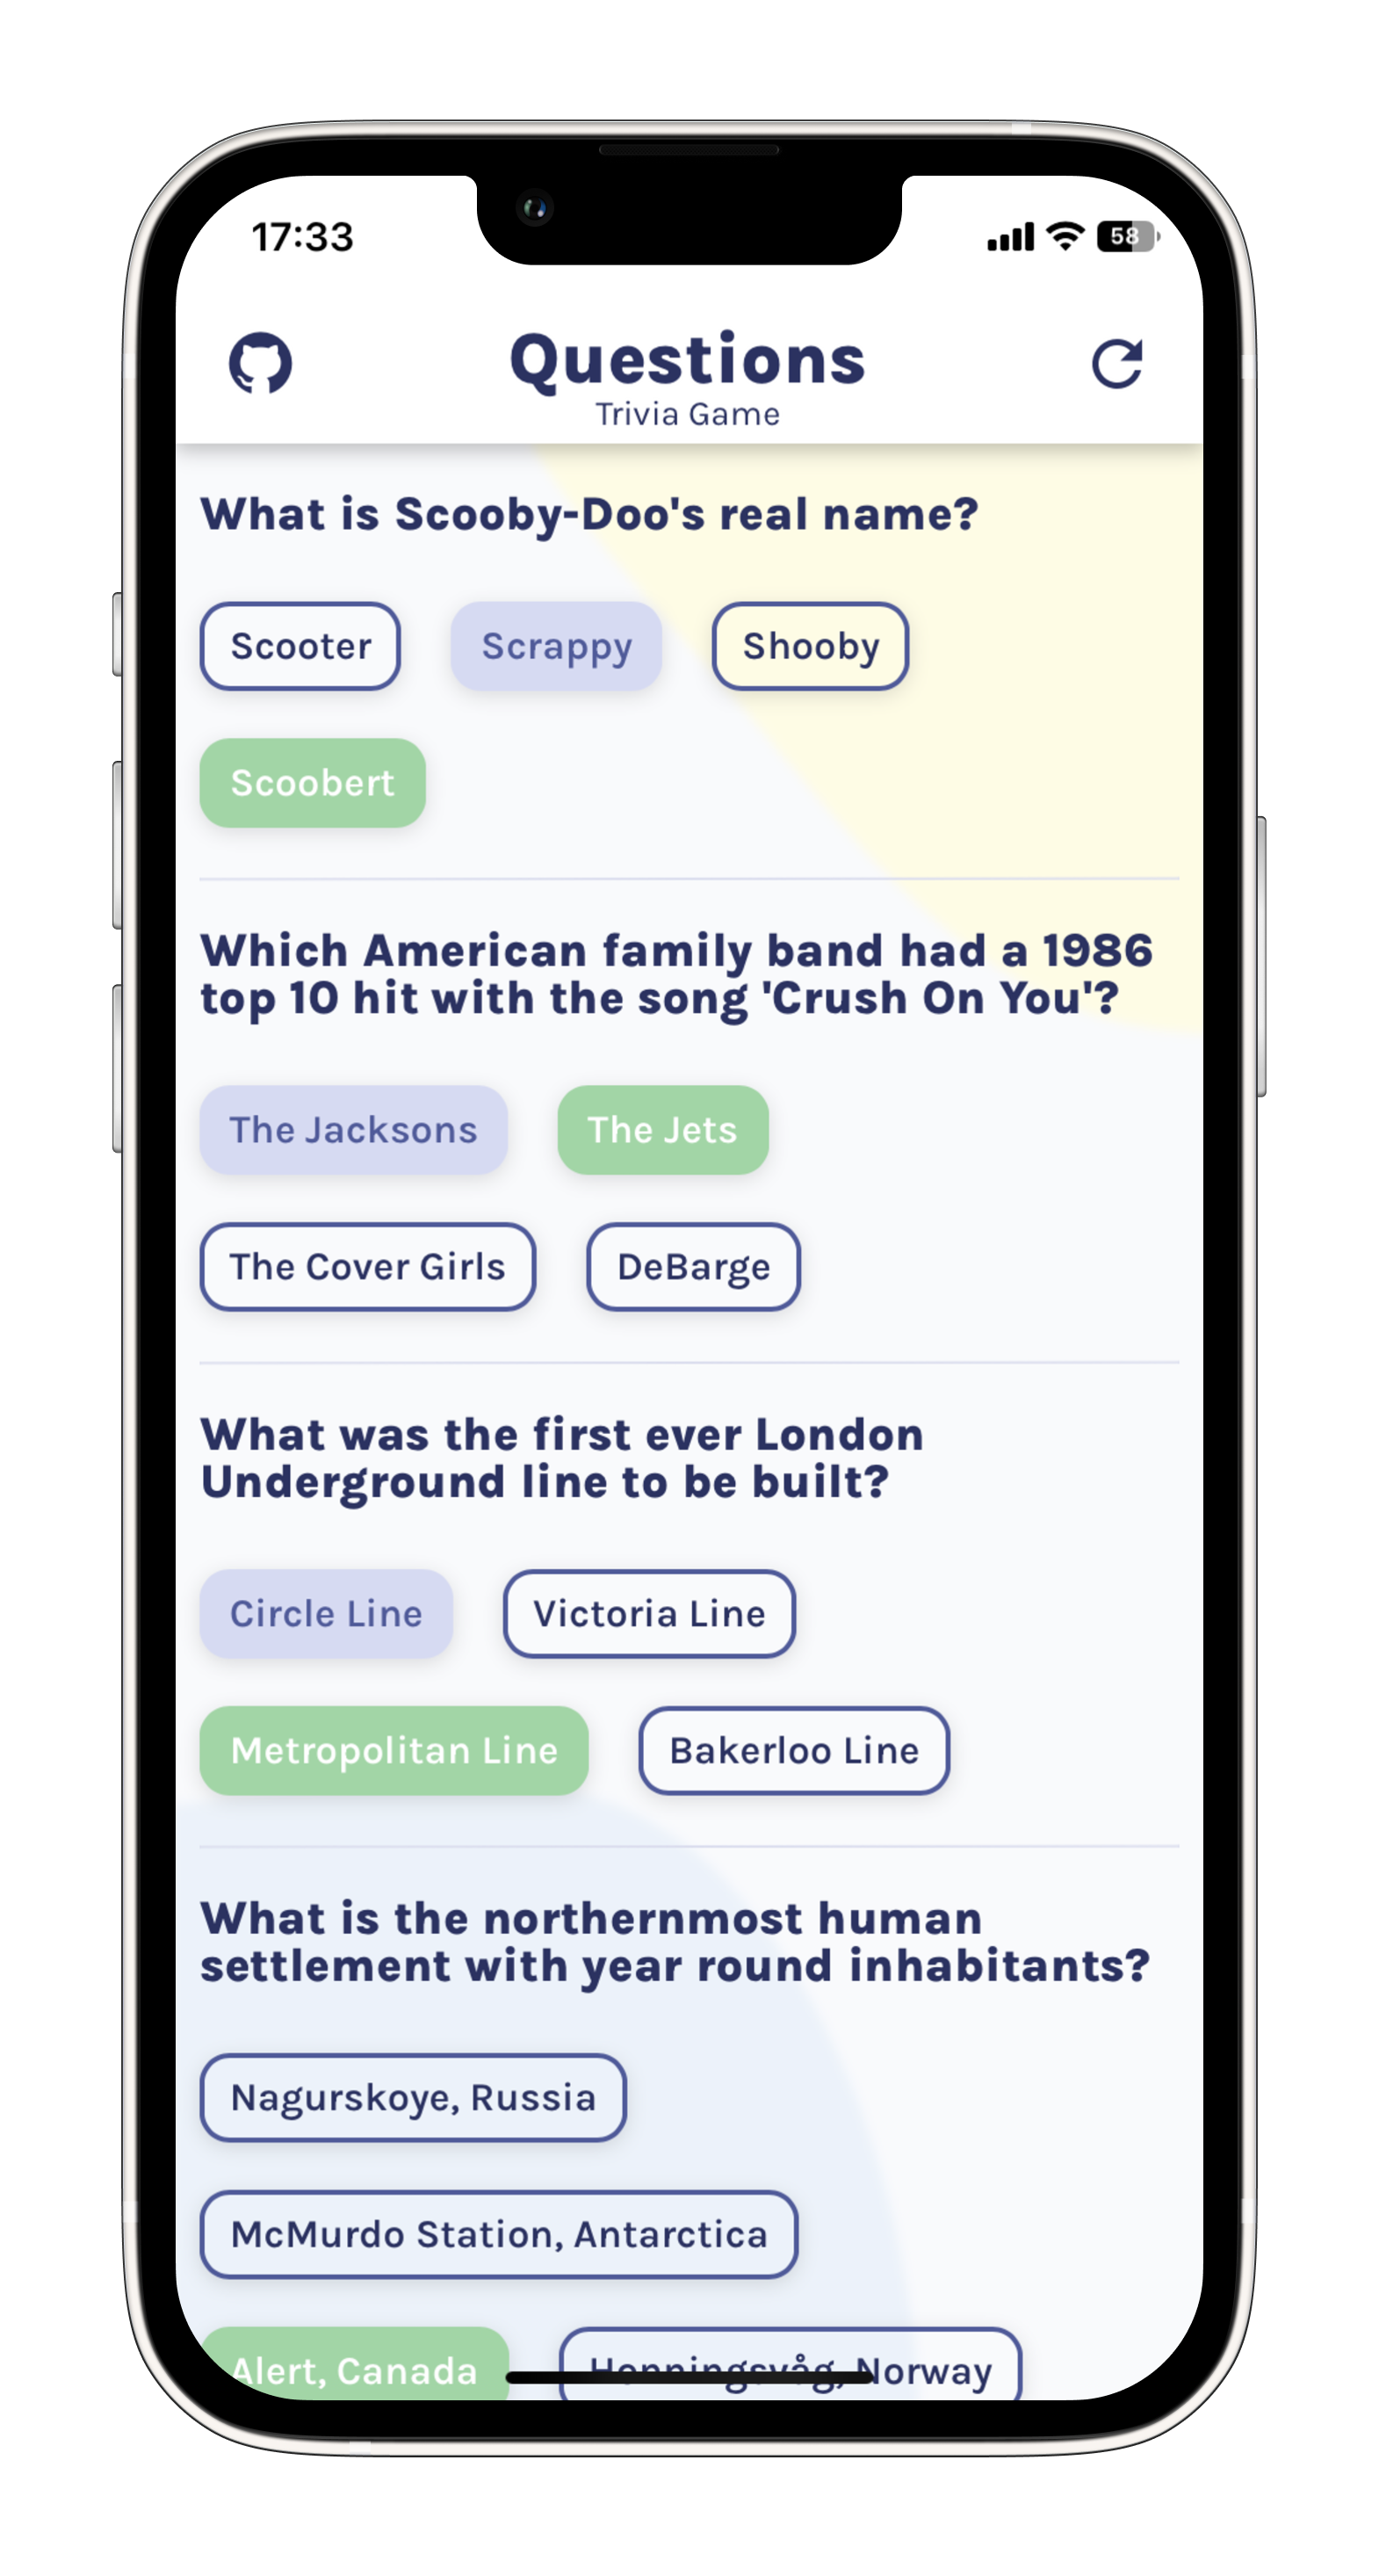 17:33
58
Questions
Trivia Game
What is Scooby-Doo's real name?
Scooter Scrappy Shooby
Scoobert
Which American family band had a 1986
top 10 hit with the song 'Crush On You'?
The Jacksons The Jets
The Cover Girls DeBarge
What was the first ever London
Underground line to be built?
Circle Line Victoria Line
Metropolitan Line Bakerloo Line
What is the northernmost human
settlement with year round inhabitants?
Nagurskoye, Russia
McMurdo Station, Antarctica
Alert, Canada Honningsvåg, Norway